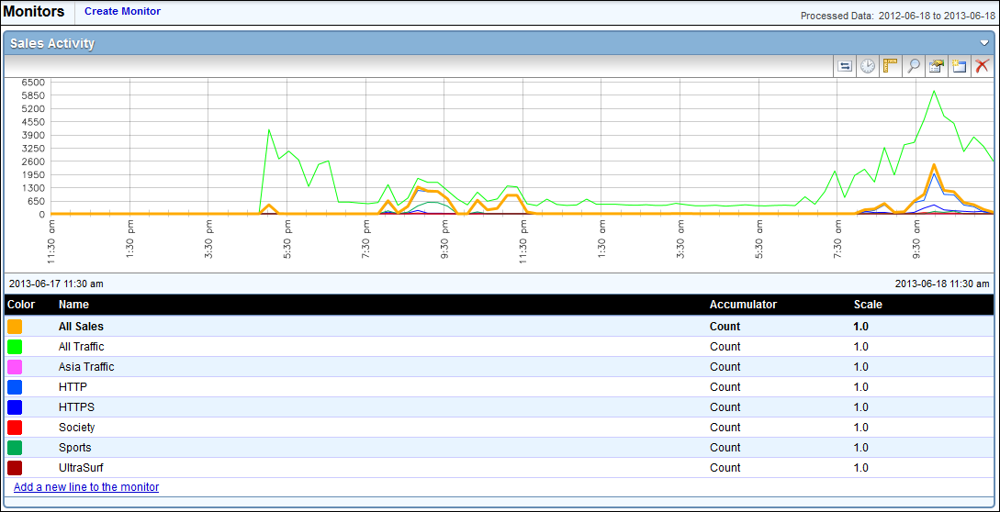 Monitors Create Monitor Processed Data: 2012-06-18 to 2013-06-18
Sales Activity
6500
5850
5200
4550
3900
3250
2600
1950
1300
650
0
11:30 pm 1:30 pm 3:30 pm 5:30 pm 7:30 pm 9:30 pm 11:30 pm 1:30 am 3:30 am 5:30 am 7:30 am 9:30 am
2013-06-17 11:30 am 2013-06-18 11:30 am
Color Name Accumulator Scale
All Sales Count 1.0
All Traffic Count 1.0
Asia Traffic Count 1.0
HTTP Count 1.0
HTTPS Count 1.0
Society Count 1.0
Sports Count 1.0
UltraSurf Count 1.0
Add a new line to the monitor